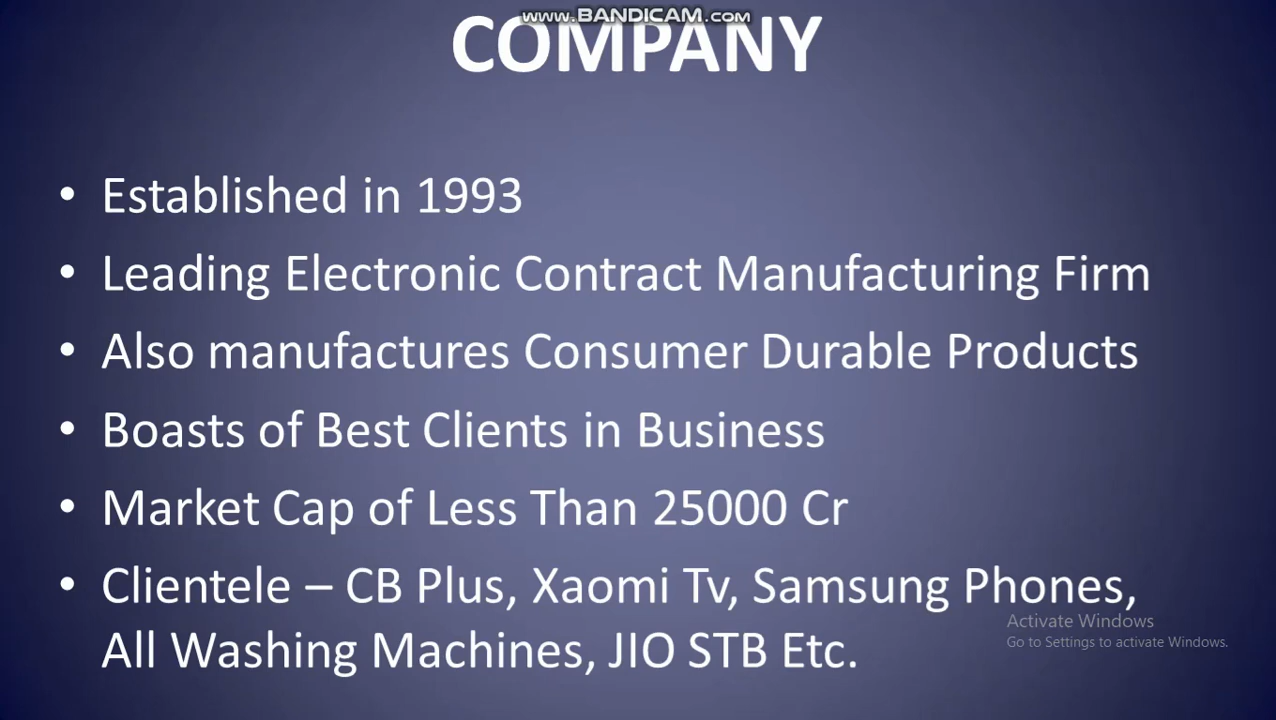 www.BANDICAM.com
COMPANY
• Established in 1993
• Leading Electronic Contract Manufacturing Firm
• Also manufactures Consumer Durable Products
• Boasts of Best Clients in Business
• Market Cap of Less Than 25000 Cr
• Clientele – CB Plus, Xaomi Tv, Samsung Phones,
All Washing Machines, JIO STB Etc.
Activate Windows
Go to Settings to activate Windows.